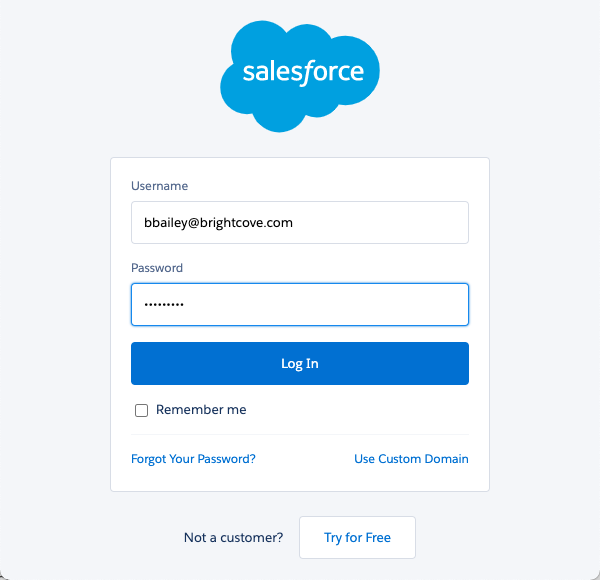 salesforce
Username
bbailey@brightcove.com
Password
•••••••••
Log In
Remember me
Forgot Your Password? Use Custom Domain
Not a customer? Try for Free